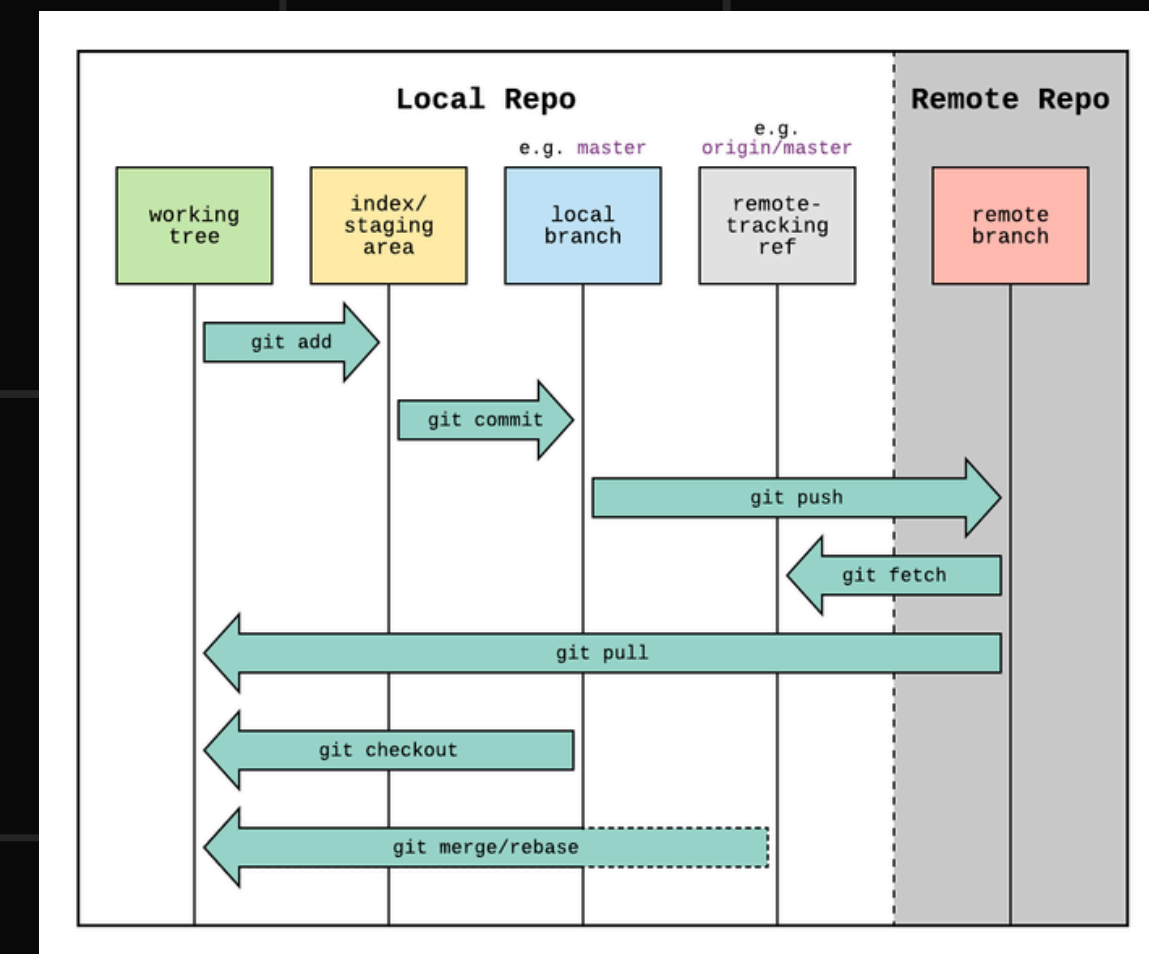 Local Repo
Remote Repo
e.g. master
e.g.
origin/master
working
tree
index/
staging
area
local
branch
remote-
tracking
ref
remote
branch
git add
git commit
git push
git fetch
git pull
git checkout
git merge/rebase